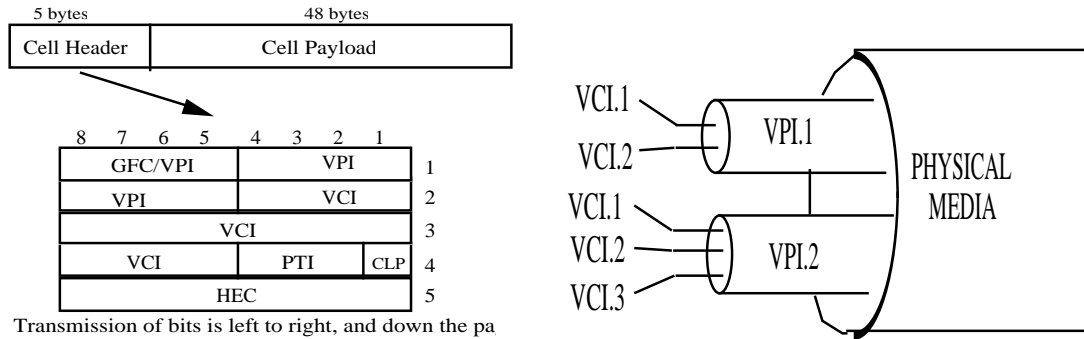 5 bytes 48 bytes
Cell Header Cell Payload
8 7 6 5 4 3 2 1
GFC/VPI VPI 1
VPI VCI 2
VCI 3
VCI PTI CLP 4
HEC 5
Transmission of bits is left to right, and down the pa
VCI.1
VCI.2
VPI.1
VCI.1
VCI.2
VCI.3
VPI.2
PHYSICAL
MEDIA